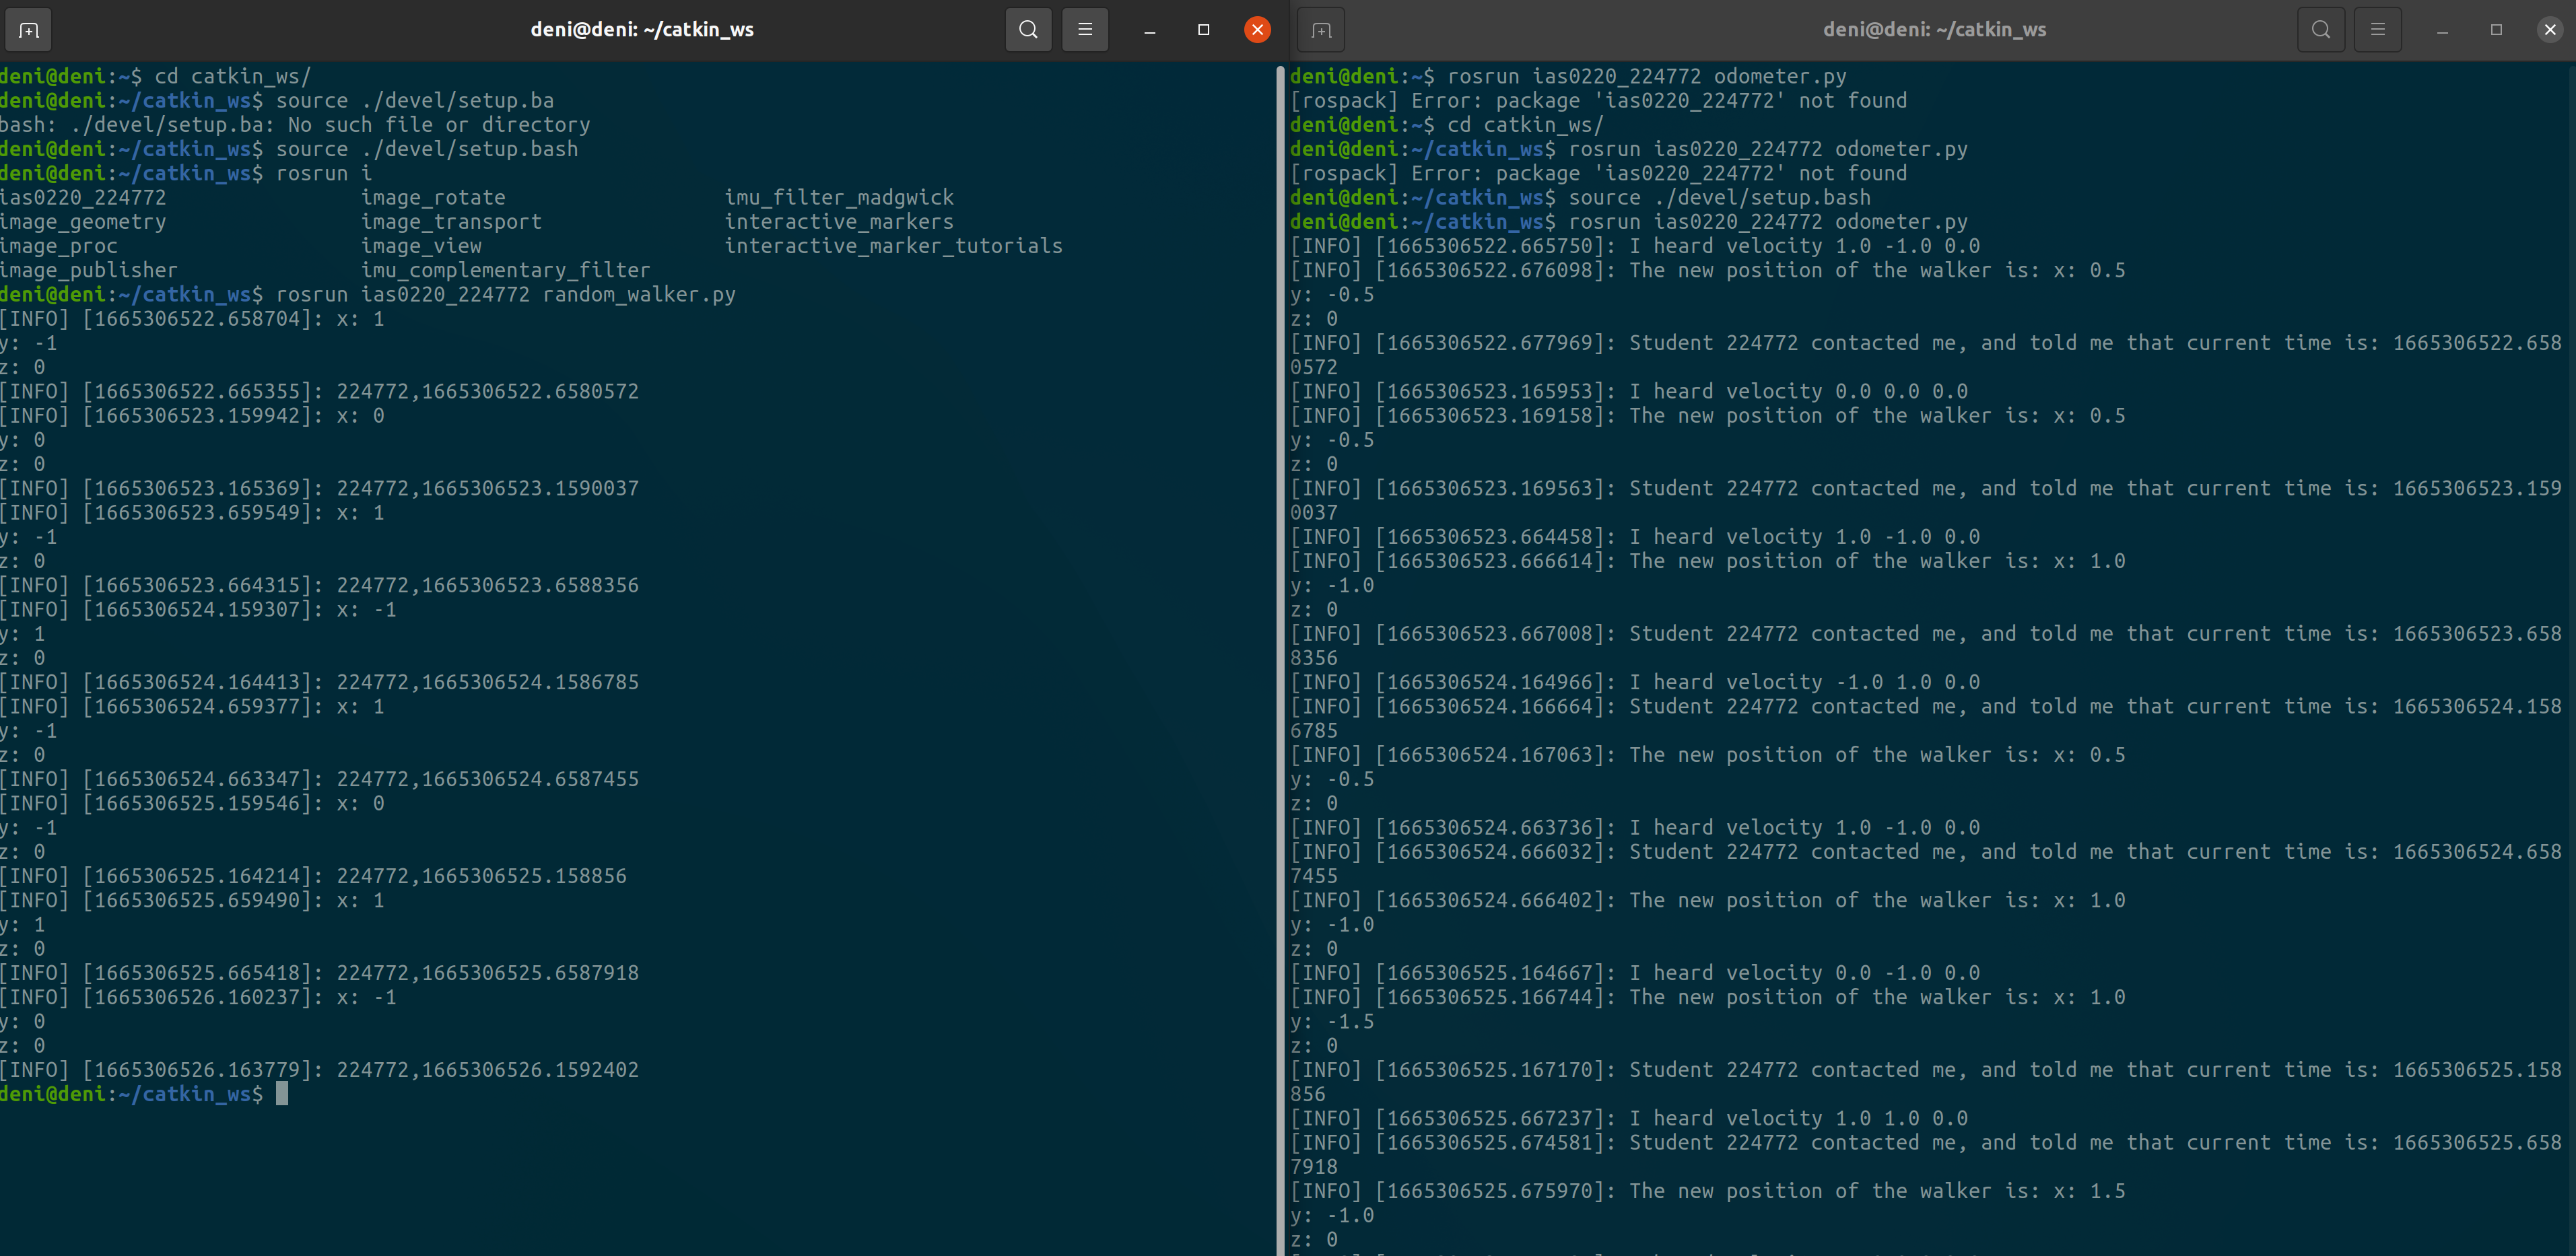 deni@deni: ~/catkin_ws
deni@deni:~$ cd catkin_ws/
deni@deni:~/catkin_ws$ source ./devel/setup.ba
bash: ./devel/setup.ba: No such file or directory
deni@deni:~/catkin_ws$ source ./devel/setup.bash
deni@deni:~/catkin_ws$ rosrun i
ias0220_224772 image_rotate imu_filter_madgwick
image_geometry image_transport interactive_markers
image_proc image_view interactive_marker_tutorials
image_publisher imu_complementary_filter
deni@deni:~/catkin_ws$ rosrun ias0220_224772 random_walker.py
[INFO] [1665306522.658704]: x: 1
y: -1
z: 0
[INFO] [1665306522.665355]: 224772,1665306522.6580572
[INFO] [1665306523.159942]: x: 0
y: 0
z: 0
[INFO] [1665306523.165369]: 224772,1665306523.1590037
[INFO] [1665306523.659549]: x: 1
y: -1
z: 0
[INFO] [1665306523.664315]: 224772,1665306523.6588356
[INFO] [1665306524.159307]: x: -1
y: 1
z: 0
[INFO] [1665306524.164413]: 224772,1665306524.1586785
[INFO] [1665306524.659377]: x: 1
y: -1
z: 0
[INFO] [1665306524.663347]: 224772,1665306524.6587455
[INFO] [1665306525.159546]: x: 0
y: -1
z: 0
[INFO] [1665306525.164214]: 224772,1665306525.158856
[INFO] [1665306525.659490]: x: 1
y: 1
z: 0
[INFO] [1665306525.665418]: 224772,1665306525.6587918
[INFO] [1665306526.160237]: x: -1
y: 0
z: 0
[INFO] [1665306526.163779]: 224772,1665306526.1592402
deni@deni:~/catkin_ws$
deni@deni: ~/catkin_ws
deni@deni:~$ rosrun ias0220_224772 odometer.py
[rospack] Error: package 'ias0220_224772' not found
deni@deni:~$ cd catkin_ws/
deni@deni:~/catkin_ws$ rosrun ias0220_224772 odometer.py
[rospack] Error: package 'ias0220_224772' not found
deni@deni:~/catkin_ws$ source ./devel/setup.bash
deni@deni:~/catkin_ws$ rosrun ias0220_224772 odometer.py
[INFO] [1665306522.665750]: I heard velocity 1.0 -1.0 0.0
[INFO] [1665306522.676098]: The new position of the walker is: x: 0.5
y: -0.5
z: 0
[INFO] [1665306522.677969]: Student 224772 contacted me, and told me that current time is: 1665306522.658
0572
[INFO] [1665306523.165953]: I heard velocity 0.0 0.0 0.0
[INFO] [1665306523.169158]: The new position of the walker is: x: 0.5
y: -0.5
z: 0
[INFO] [1665306523.169563]: Student 224772 contacted me, and told me that current time is: 1665306523.159
0037
[INFO] [1665306523.664458]: I heard velocity 1.0 -1.0 0.0
[INFO] [1665306523.666614]: The new position of the walker is: x: 1.0
y: -1.0
z: 0
[INFO] [1665306523.667008]: Student 224772 contacted me, and told me that current time is: 1665306523.658
8356
[INFO] [1665306524.164966]: I heard velocity -1.0 1.0 0.0
[INFO] [1665306524.166664]: Student 224772 contacted me, and told me that current time is: 1665306524.158
6785
[INFO] [1665306524.167063]: The new position of the walker is: x: 0.5
y: -0.5
z: 0
[INFO] [1665306524.663736]: I heard velocity 1.0 -1.0 0.0
[INFO] [1665306524.666032]: Student 224772 contacted me, and told me that current time is: 1665306524.658
7455
[INFO] [1665306524.666402]: The new position of the walker is: x: 1.0
y: -1.0
z: 0
[INFO] [1665306525.164667]: I heard velocity 0.0 -1.0 0.0
[INFO] [1665306525.166744]: The new position of the walker is: x: 1.0
y: -1.5
z: 0
[INFO] [1665306525.167170]: Student 224772 contacted me, and told me that current time is: 1665306525.158
856
[INFO] [1665306525.667237]: I heard velocity 1.0 1.0 0.0
[INFO] [1665306525.674581]: Student 224772 contacted me, and told me that current time is: 1665306525.658
7918
[INFO] [1665306525.675970]: The new position of the walker is: x: 1.5
y: -1.0
z: 0